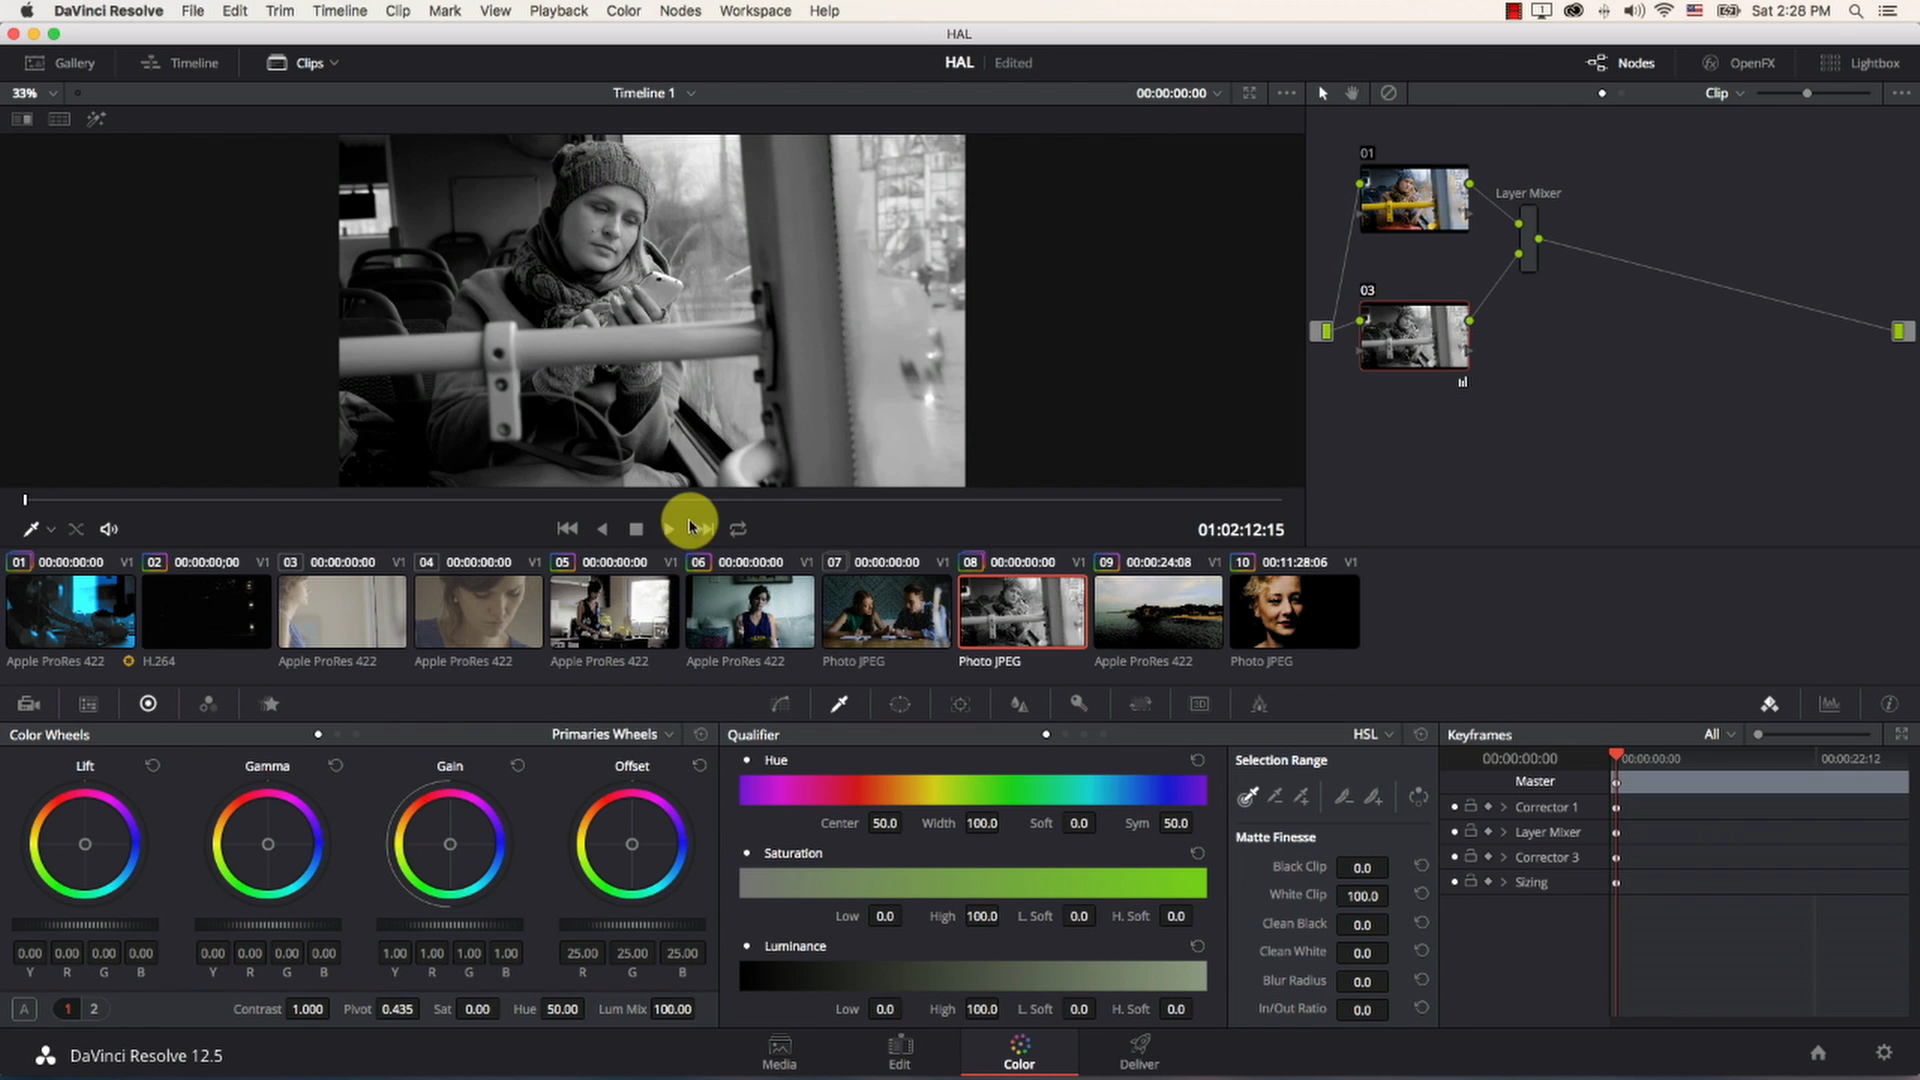 DaVinci Resolve File Edit Trim Timeline Clip Mark View Playback Color Nodes Workspace Help Sat 2:28 PM
HAL
Gallery Timeline Clips HAL Edited Nodes OpenFX Lightbox
33% Timeline 1 00:00:00:00 Clip
01
Layer Mixer
03
01:02:12:15
01 00:00:00:00 V1 02 00:00:00;00 V1 03 00:00:00:00 V1 04 00:00:00:00 V1 05 00:00:00:00 V1 06 00:00:00:00 V1 07 00:00:00:00 V1 08 00:00:00:00 V1 09 00:00:24:08 V1 10 00:11:28:06 V1
Apple ProRes 422 H.264 Apple ProRes 422 Apple ProRes 422 Apple ProRes 422 Apple ProRes 422 Photo JPEG Photo JPEG Apple ProRes 422 Photo JPEG
3D
Color Wheels Primaries Wheels Qualifier HSL Keyframes All
Lift Gamma Gain Offset
0.00 0.00 0.00 0.00 0.00 0.00 0.00 0.00 1.00 1.00 1.00 1.00 25.00 25.00 25.00
Y R G B Y R G B Y R G B R G B
A 1 2 Contrast 1.000 Pivot 0.435 Sat 0.00 Hue 50.00 Lum Mix 100.00
Hue
Center 50.0 Width 100.0 Soft 0.0 Sym 50.0
Saturation
Low 0.0 High 100.0 L. Soft 0.0 H. Soft 0.0
Luminance
Low 0.0 High 100.0 L. Soft 0.0 H. Soft 0.0
Selection Range
Matte Finesse
Black Clip 0.0
White Clip 100.0
Clean Black 0.0
Clean White 0.0
Blur Radius 0.0
In/Out Ratio 0.0
00:00:00:00 00:00:00:00 00:00:22:12
Master
Corrector 1
Layer Mixer
Corrector 3
Sizing
DaVinci Resolve 12.5 Media Edit Color Deliver